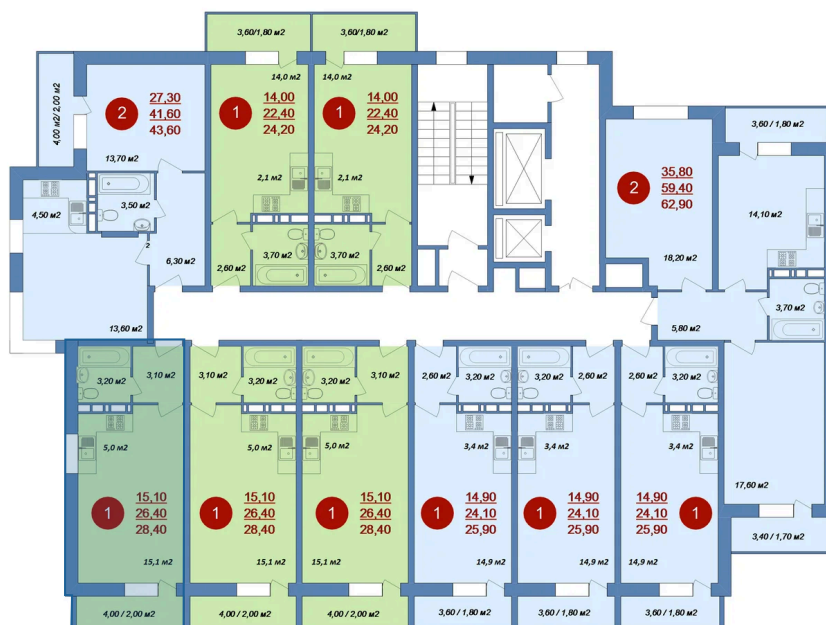 3,60/1,80 м2
3,60/1,80 м2
4,00 м2/ 2,00 м2
2
27,30
41,60
43,60
13,70 м2
14,0 м2
1
14,00
22,40
24,20
2,1 м2
14,0 м2
1
14,00
22,40
24,20
2,1 м2
3,60 / 1,80 м2
2
35,80
59,40
62,90
18,20 м2
14,10 м2
4,50 м2
3,50 м2
2
6,30 м2
13,60 м2
3,70 м2
2,60 м2
3,70 м2
2,60 м2
3,70 м2
5,80 м2
3,20 м2
3,10 м2
3,10 м2
3,20 м2
3,20 м2
3,10 м2
2,60 м2
3,20 м2
3,20 м2
2,60 м2
2,60 м2
3,20 м2
5,0 м2
5,0 м2
5,0 м2
3,4 м2
3,4 м2
3,4 м2
1
15,10
26,40
28,40
15,1 м2
1
15,10
26,40
28,40
15,1 м2
1
15,10
26,40
28,40
15,1 м2
1
14,90
24,10
25,90
14,9 м2
1
14,90
24,10
25,90
14,9 м2
14,90
24,10
25,90
1
14,9 м2
17,60 м2
3,40 / 1,70 м2
4,00 / 2,00 м2
4,00 / 2,00 м2
4,00 / 2,00 м2
3,60 / 1,80 м2
3,60 / 1,80 м2
3,60 / 1,80 м2